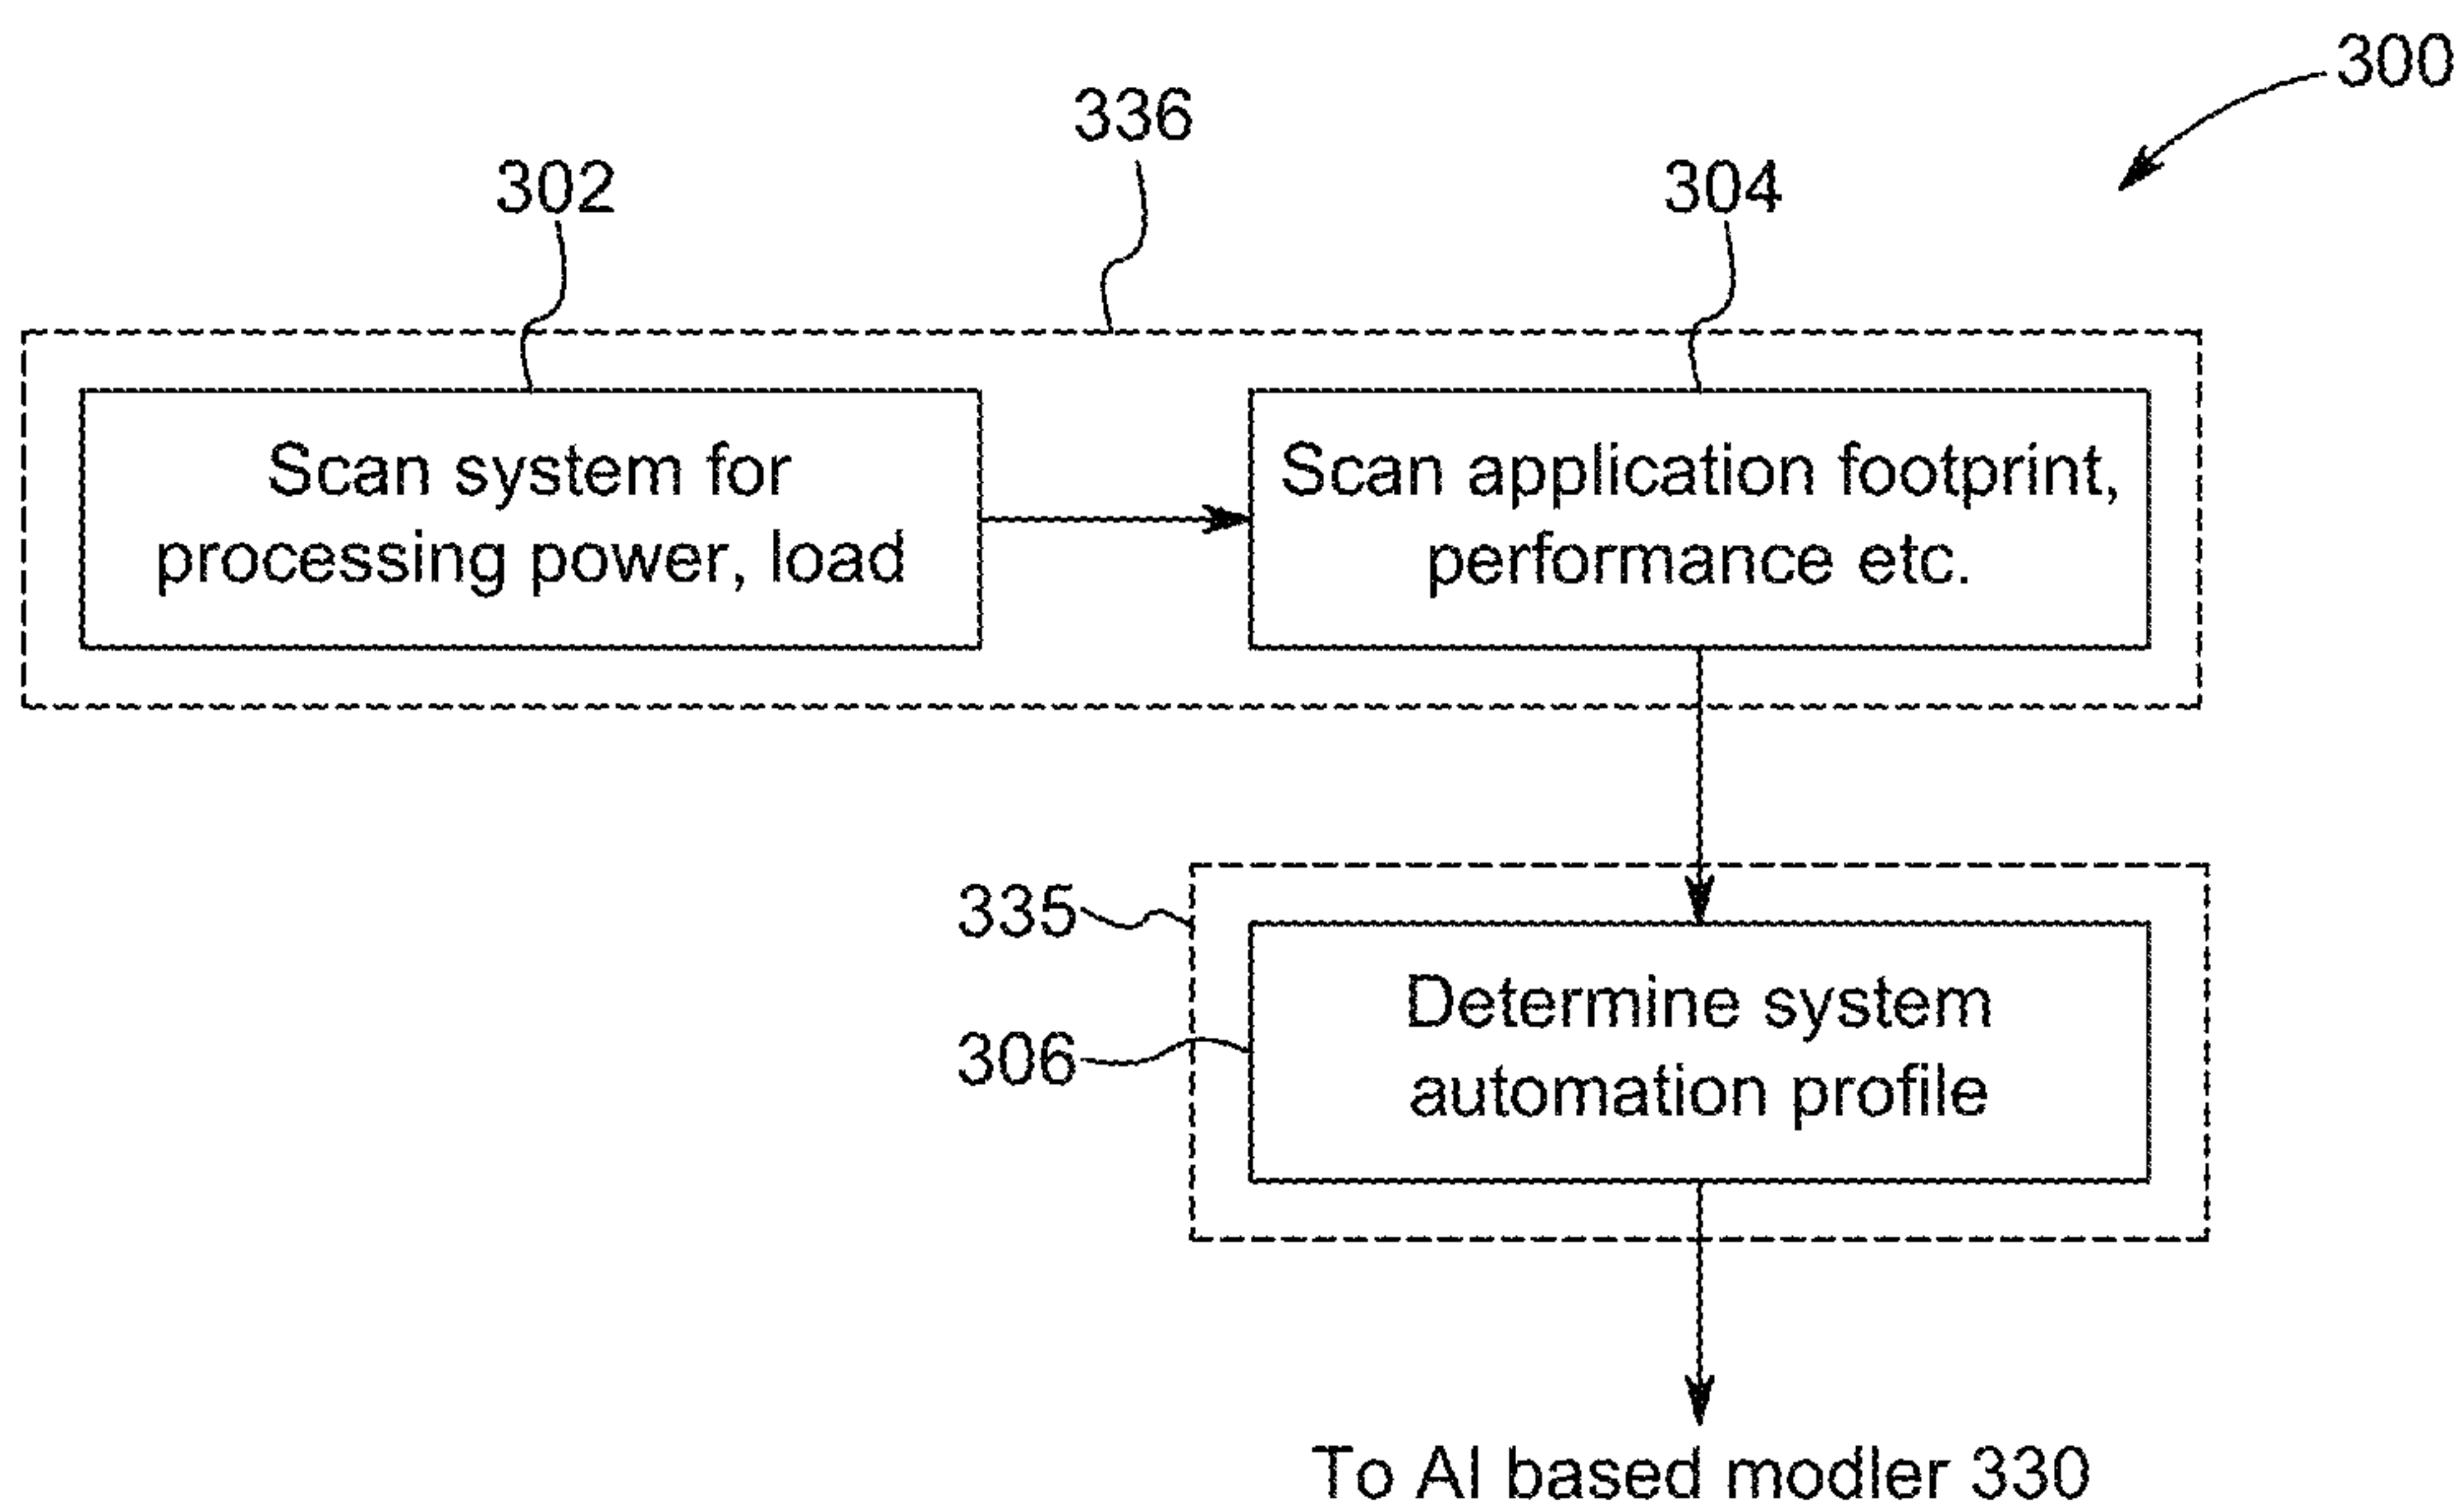 300
336
302
304
Scan system for
processing power, load
Scan application footprint,
performance etc.
335
306
Determine system
automation profile
To AI based modler 330